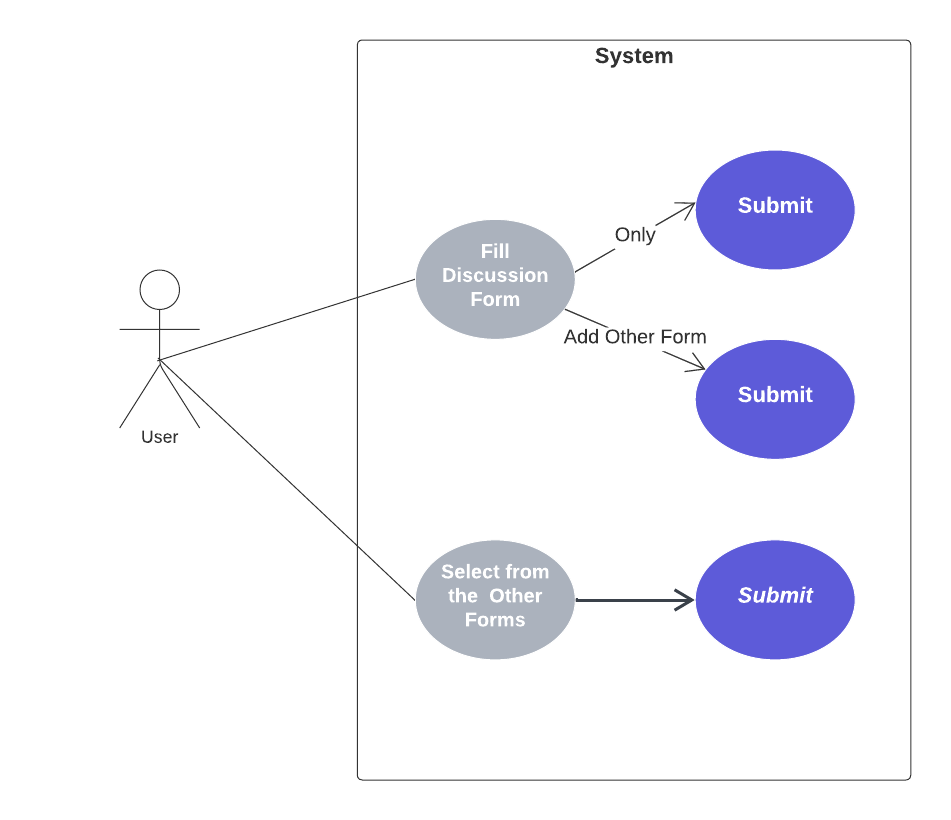 System
Submit
Only
Fill
Discussion
Form
Add Other Form
Submit
User
Select from
the  Other
Forms
Submit